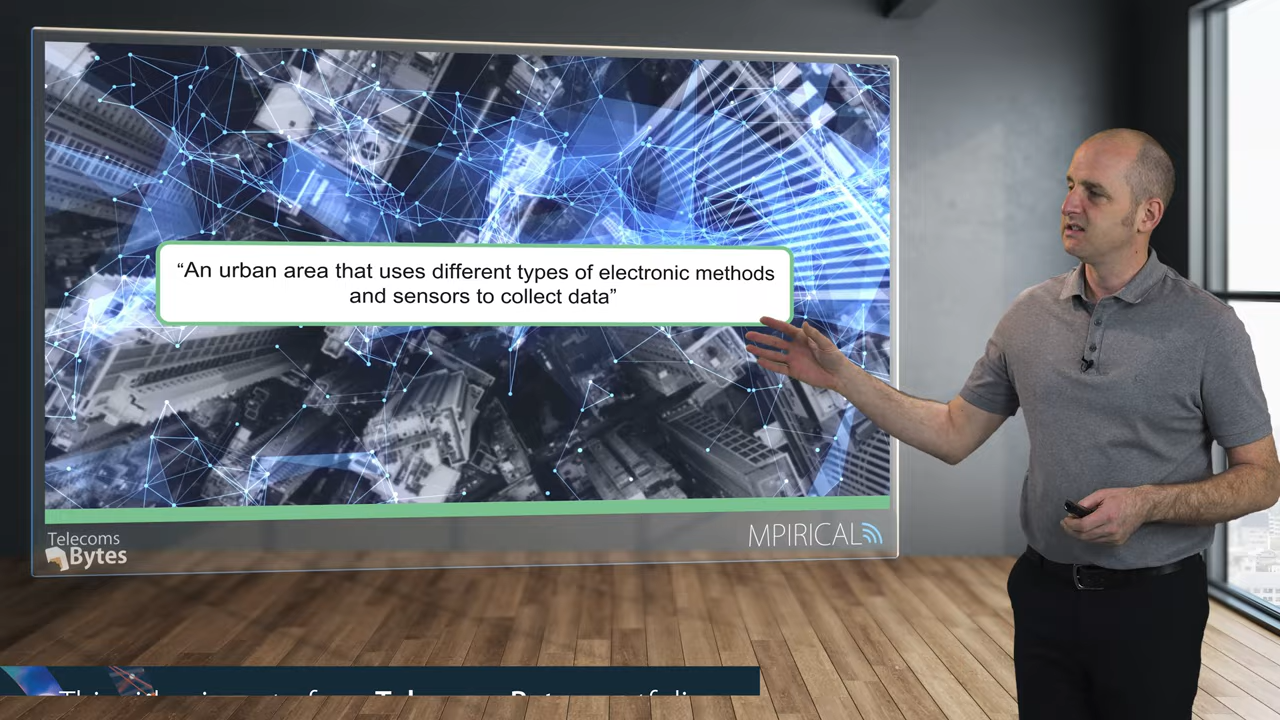 “An urban area that uses different types of electronic methods
and sensors to collect data”
Telecoms
Bytes
MPIRICAL